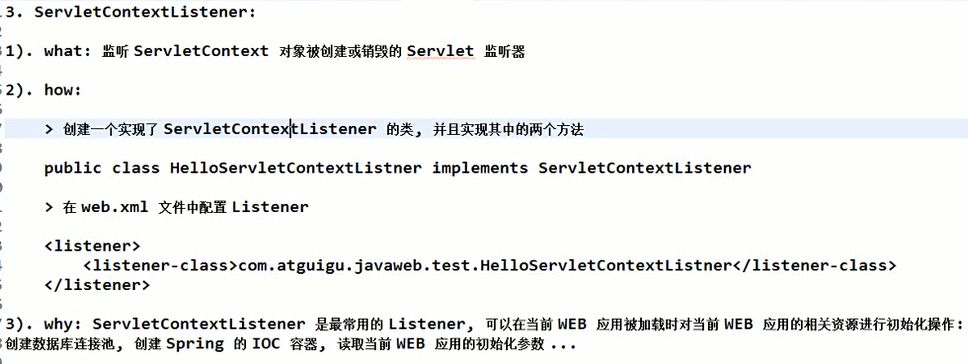 3. ServletContextListener:
1). what: 监听 ServletContext 对象被创建或销毁的 Servlet 监听器
2). how:
> 创建一个实现了 ServletContextListener 的类, 并且实现其中的两个方法
public class HelloServletContextListner implements ServletContextListener
> 在 web.xml 文件中配置 Listener
<listener>
<listener-class>com.atguigu.javaweb.test.HelloServletContextListner</listener-class>
</listener>
3). why: ServletContextListener 是最常用的 Listener, 可以在当前 WEB 应用被加载时对当前 WEB 应用的相关资源进行初始化操作:
创建数据库连接池, 创建 Spring 的 IOC 容器, 读取当前 WEB 应用的初始化参数 ...